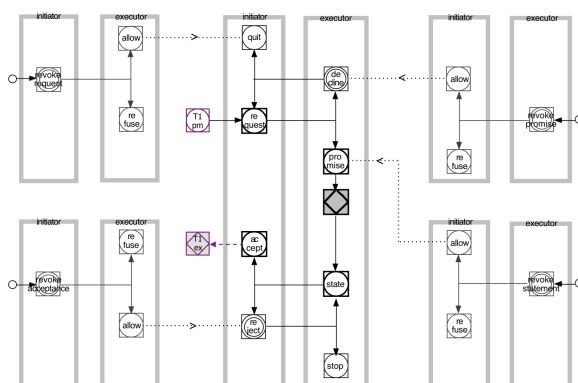 initiator
executor
initiator
executor
initiator
executor
allow
quit
revoke
request
de
cline
allow
re
fuse
T1
pm
re
quest
revoke
promise
pro
mise
re
fuse
initiator
executor
initiator
executor
re
fuse
T1
ex
ac
cept
allow
revoke
acceptance
state
revoke
statement
allow
re
ject
re
fuse
stop